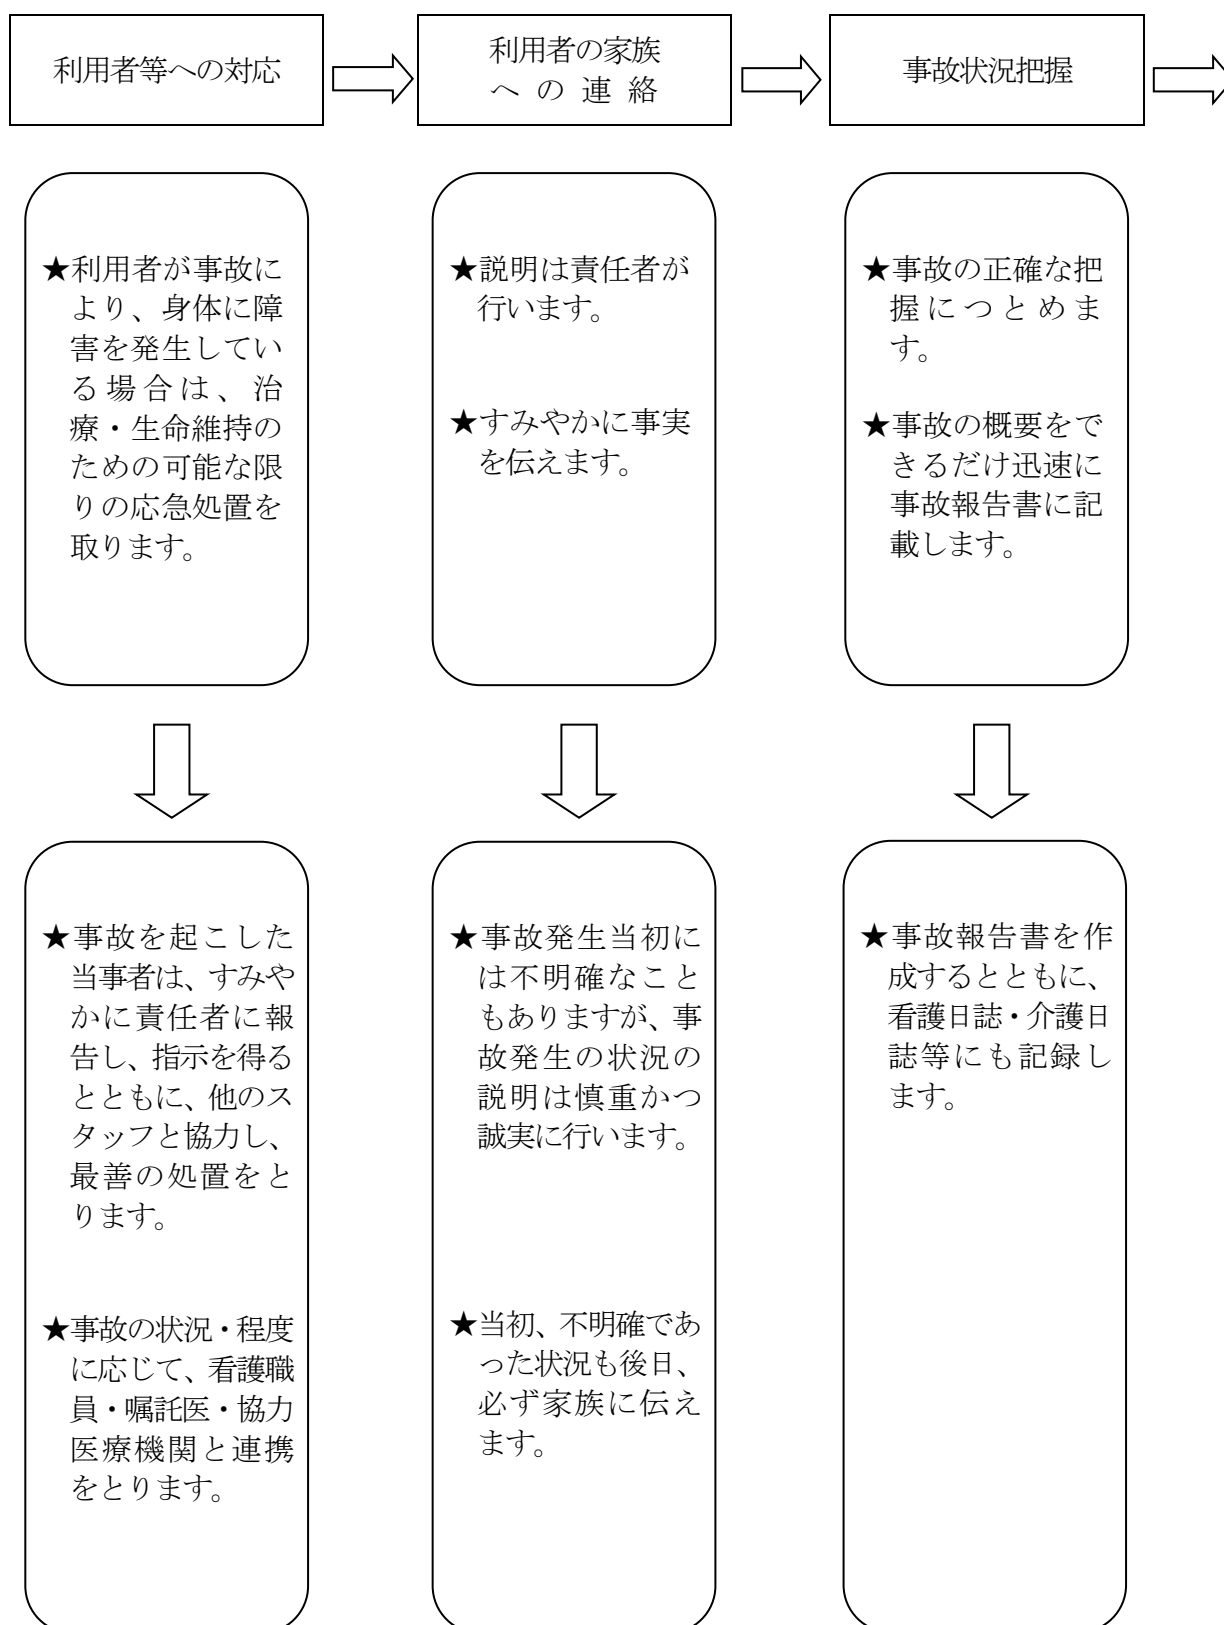 利用者等への対応
利用者の家族
への連絡
事故状況把握
★利用者が事故に
より、身体に障
害を発生してい
る場合は、治
療・生命維持の
ための可能な限
りの応急処置を
取ります。
★説明は責任者が
行います。
★すみやかに事実
を伝えます。
★事故の正確な把
握につとめま
す。
★事故の概要をで
きるだけ迅速に
事故報告書に記
載します。
★事故を起こした
当事者は、すみや
かに責任者に報
告し、指示を得る
とともに、他のス
タッフと協力し、
最善の処置をと
ります。
★事故の状況・程度
に応じて、看護職
員・嘱託医・協力
医療機関と連携
をとります。
★事故発生当初に
は不明確なこと
もありますが、事
故発生の状況の
説明は慎重かつ
誠実に行います。
★当初、不明確であ
った状況も後日、
必ず家族に伝え
ます。
★事故報告書を作
成するとともに、
看護日誌・介護日
誌等にも記録し
ます。